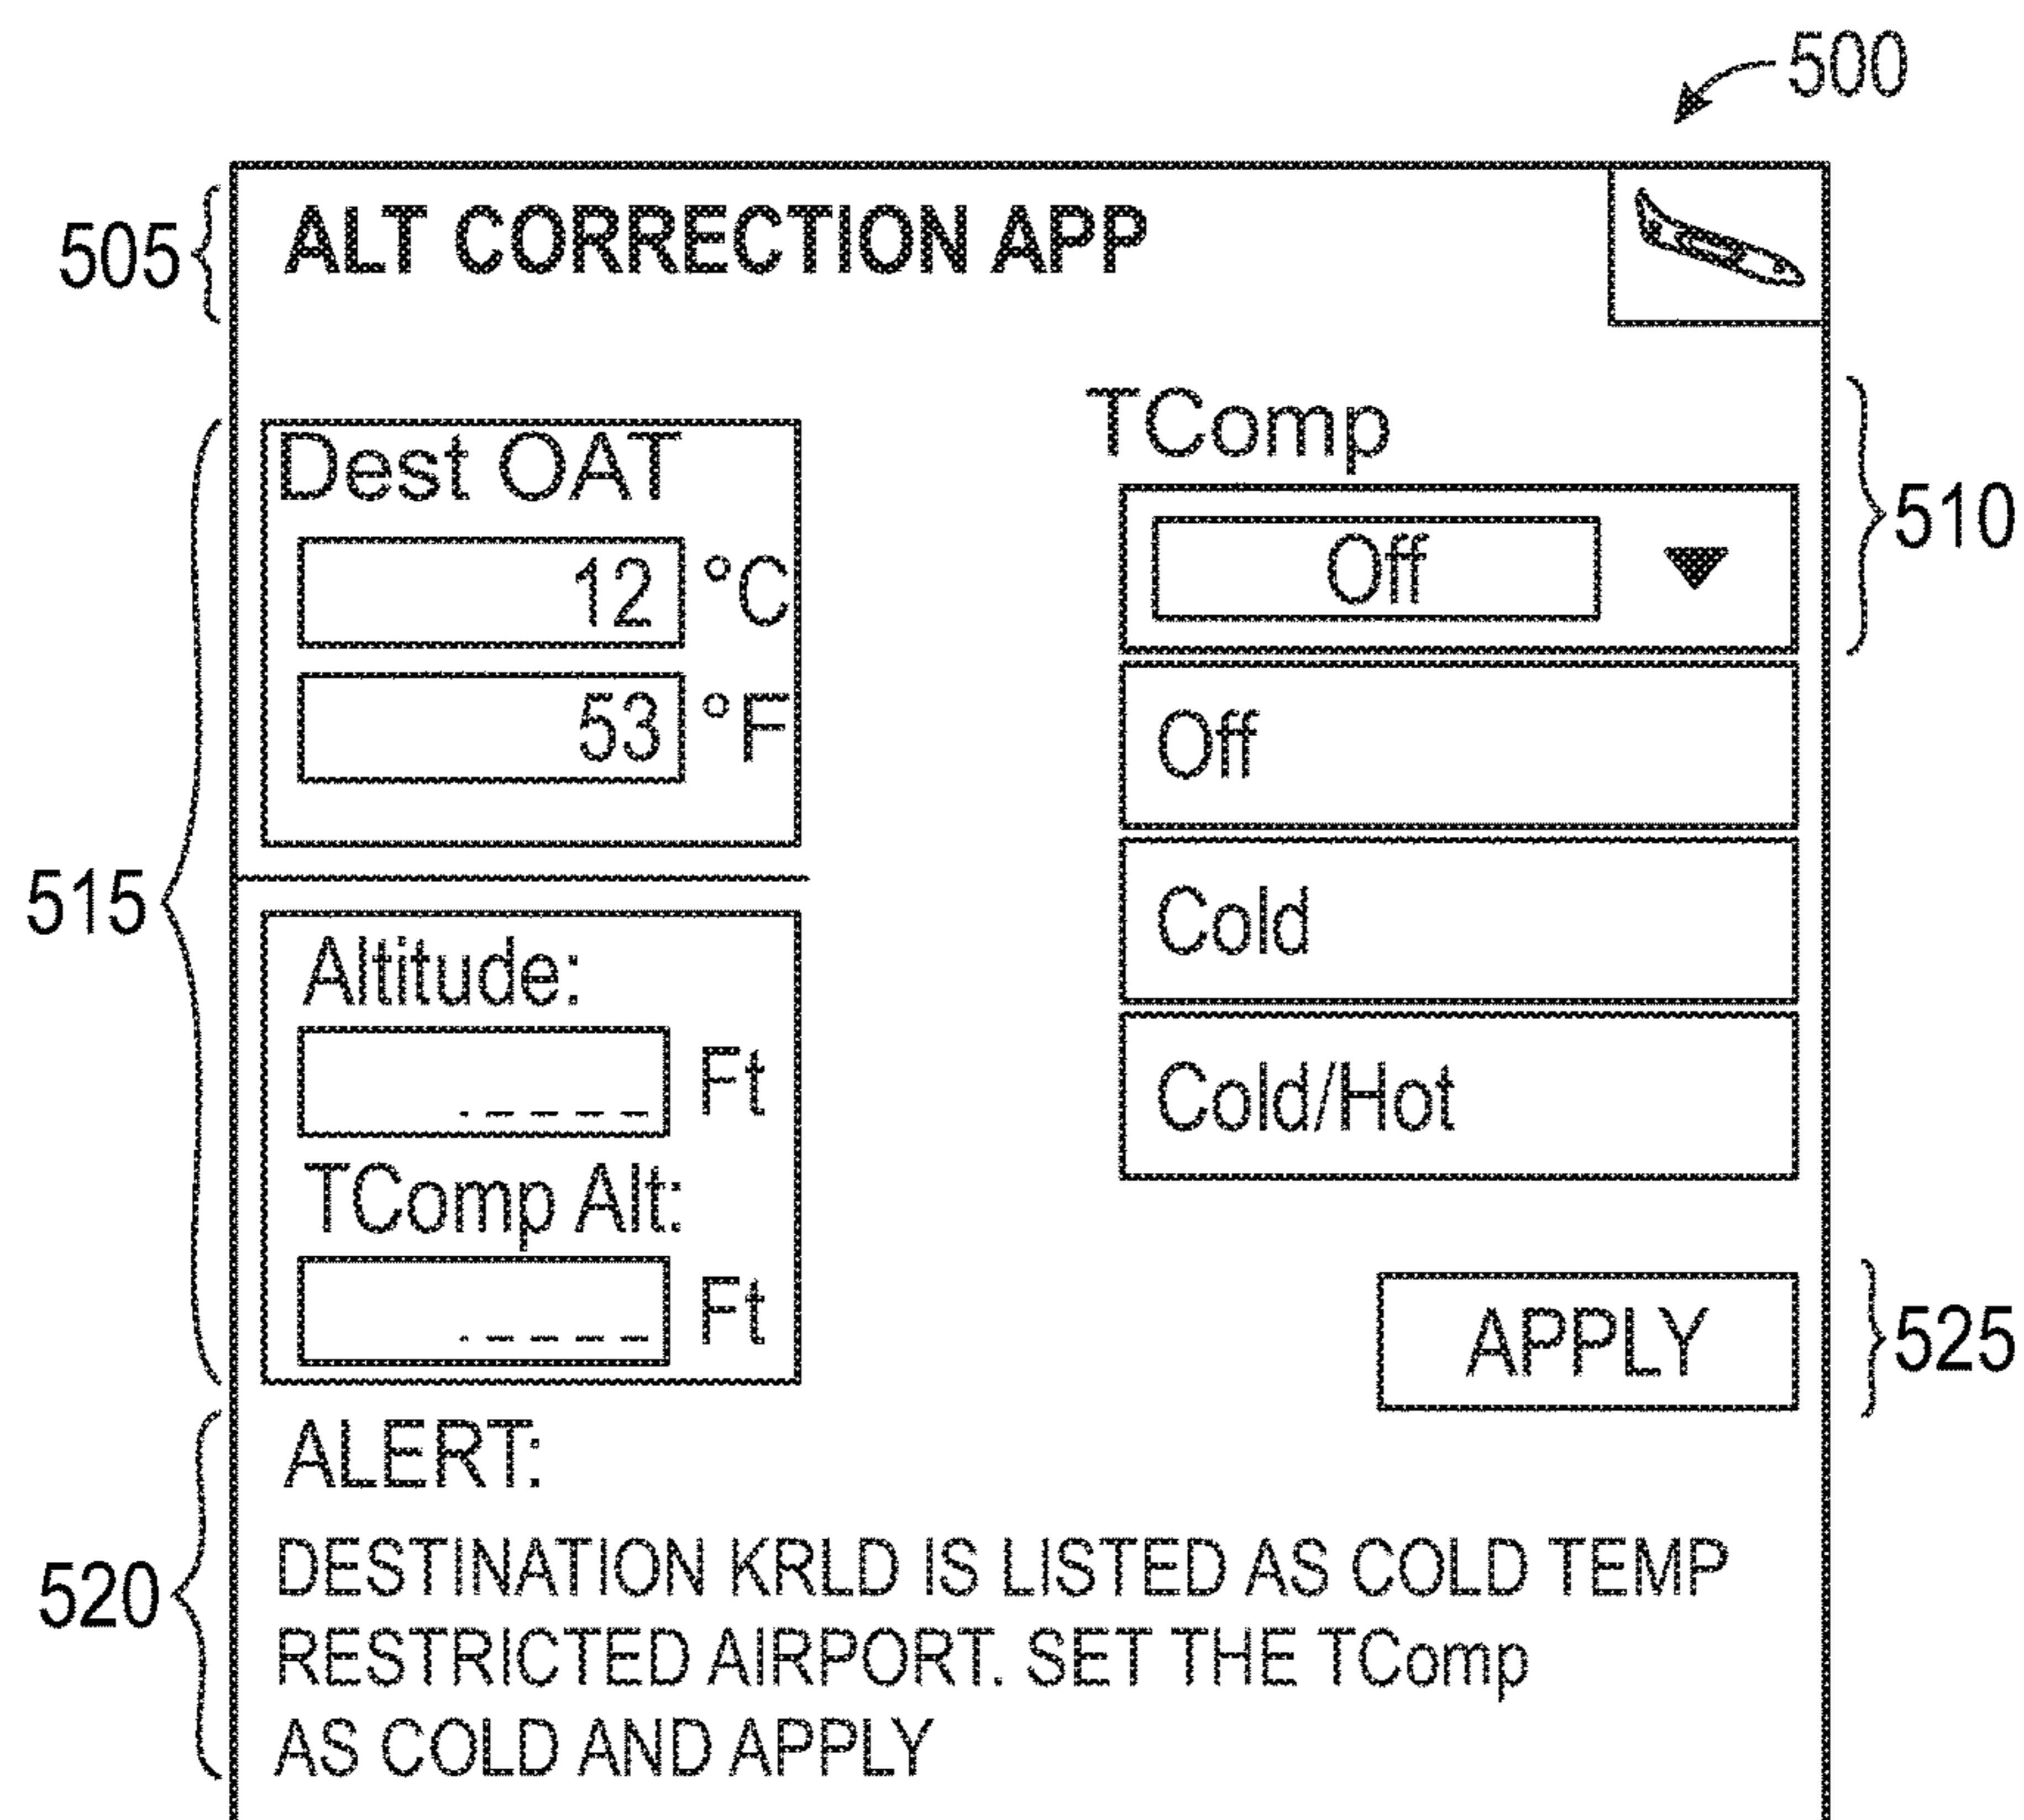 500
505
ALT CORRECTION APP
TComp
510
Off
Off
Cold
Cold/Hot
515
Dest OAT
12 °C
53 °F
Altitude:
_ _ _ _ _ Ft
TComp Alt:
_ _ _ _ _ Ft
APPLY
525
520
ALERT:
DESTINATION KRLD IS LISTED AS COLD TEMP
RESTRICTED AIRPORT. SET THE TComp
AS COLD AND APPLY